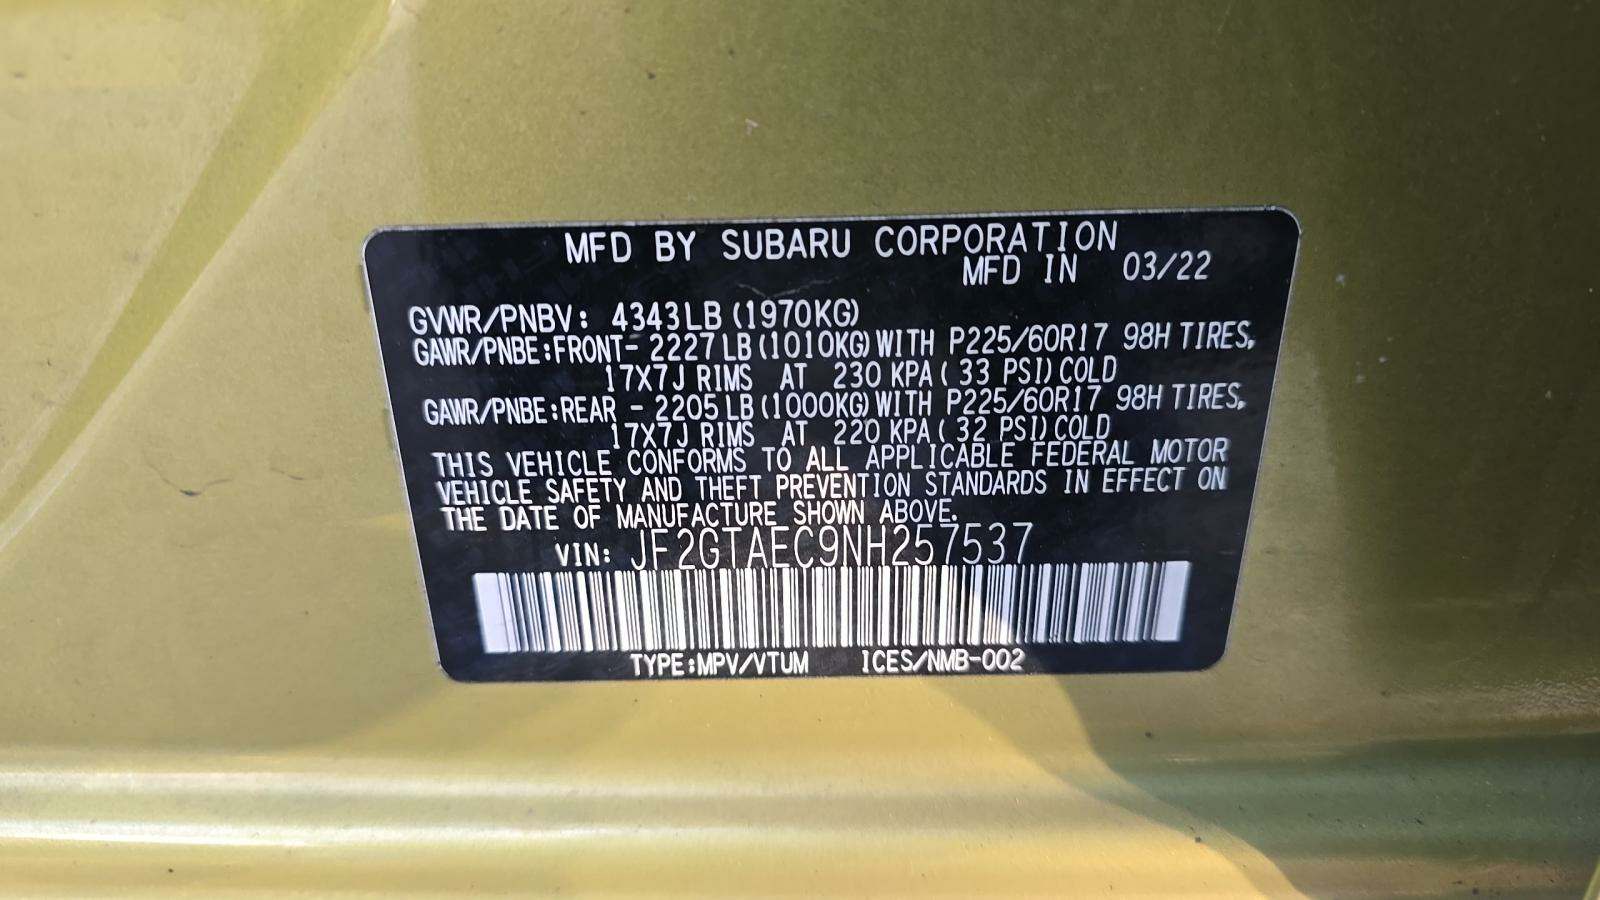 MFD BY SUBARU CORPORATION
MFD IN 03/22
GVWR/PNBV: 4343LB (1970KG)
GAWR/PNBE:FRONT- 2227 LB (1010KG) WITH P225/60R17 98H TIRES,
17X7J RIMS AT 230 KPA ( 33 PSI) COLD
GAWR/PNBE:REAR - 2205 LB (1000KG) WITH P225/60R17 98H TIRES,
17X7J RIMS AT 220 KPA ( 32 PSI) COLD
THIS VEHICLE CONFORMS TO ALL APPLICABLE FEDERAL MOTOR
VEHICLE SAFETY AND THEFT PREVENTION STANDARDS IN EFFECT ON
THE DATE OF MANUFACTURE SHOWN ABOVE.
VIN: JF2GTAEC9NH257537
TYPE:MPV/VTUM ICES/NMB-002